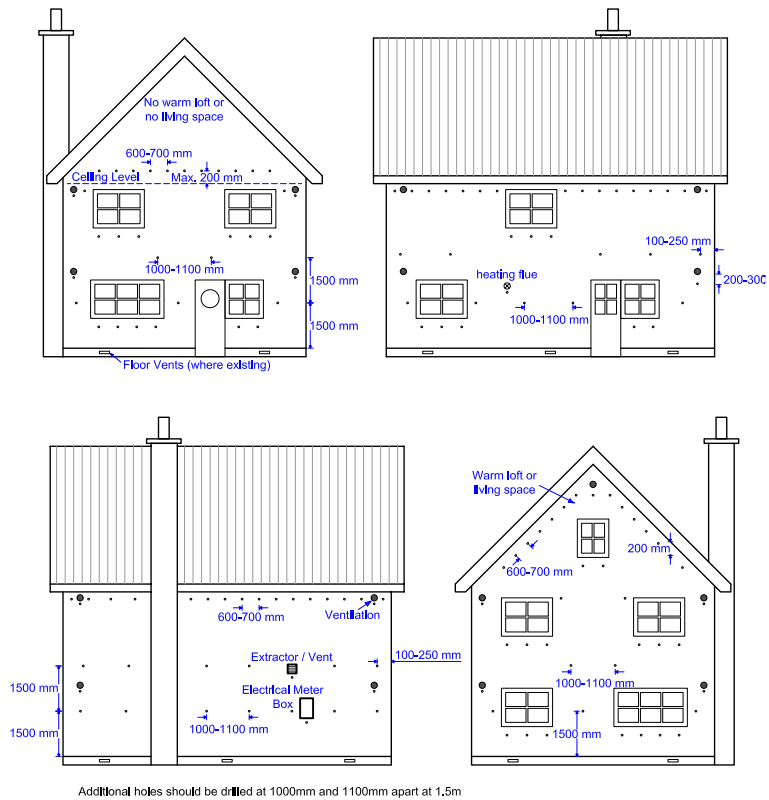 No warm loft or
no living space
600-700 mm
Ceiling Level
Max. 200 mm
1000-1100 mm
1500 mm
1500 mm
Floor Vents (where existing)
100-250 mm
heating flue
200-300
1000-1100 mm
600-700 mm
Ventilation
Extractor / Vent
100-250 mm
1500 mm
Electrical Meter
Box
1500 mm
1000-1100 mm
Warm loft or
living space
200 mm
600-700 mm
1000-1100 mm
1500 mm
Additional holes should be drilled at 1000mm and 1100mm apart at 1.5m